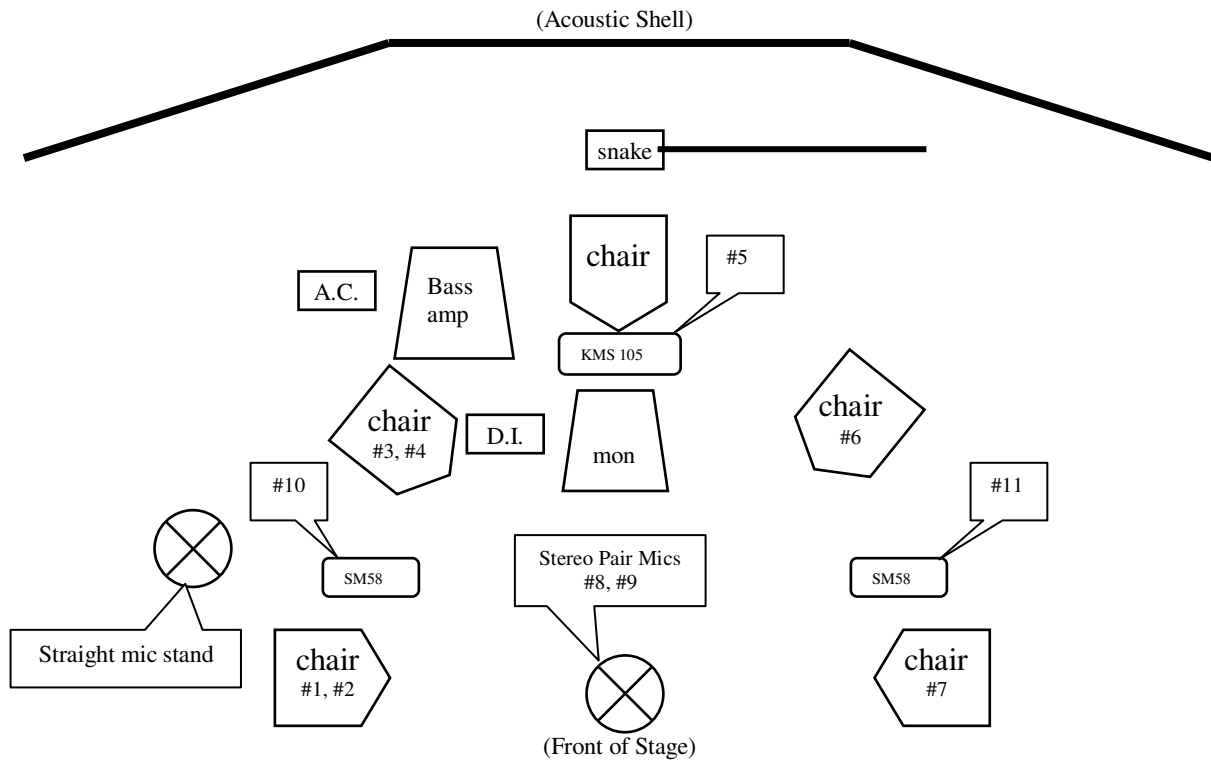 (Acoustic Shell)
snake
chair
#5
A.C.
Bass
amp
KMS 105
chair
#3, #4
D.I.
mon
chair
#6
#10
#11
Stereo Pair Mics
#8, #9
SM58
SM58
Straight mic stand
chair
#1, #2
chair
#7
(Front of Stage)